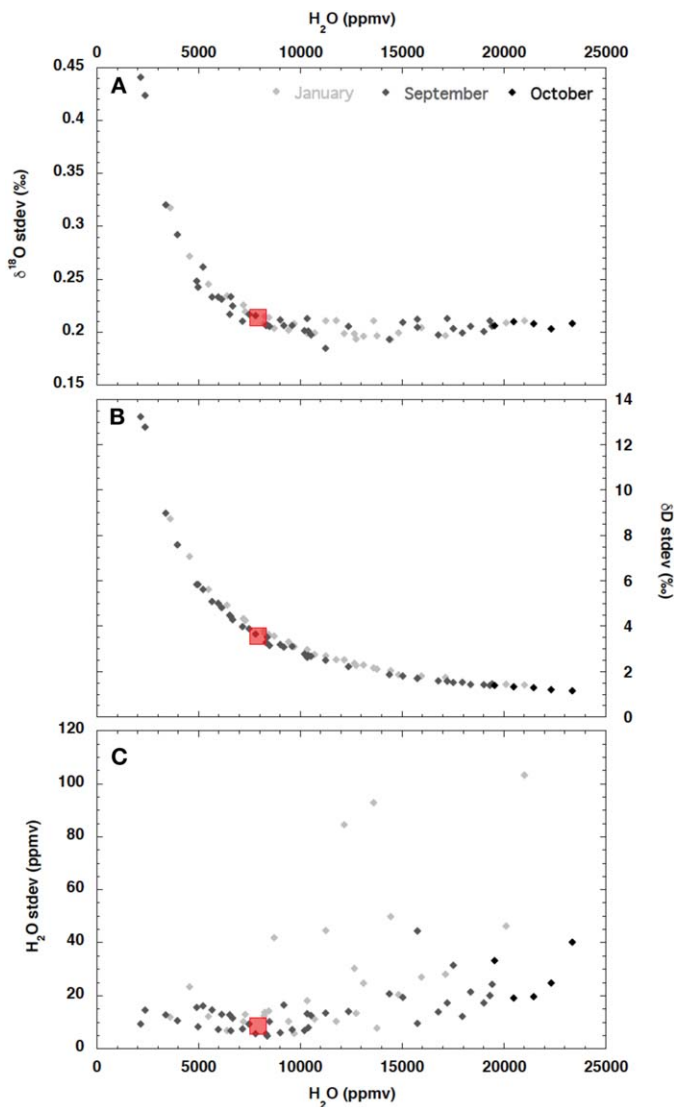 H₂O (ppmv)
0 5000 10000 15000 20000 25000
A
January September October
0.45
0.4
0.35
0.3
0.25
0.2
0.15
δ¹⁸O stdev (‰)
B
14
12
10
8
6
4
2
0
δD stdev (‰)
C
120
100
80
60
40
20
0
H₂O stdev (ppmv)
0 5000 10000 15000 20000 25000
H₂O (ppmv)